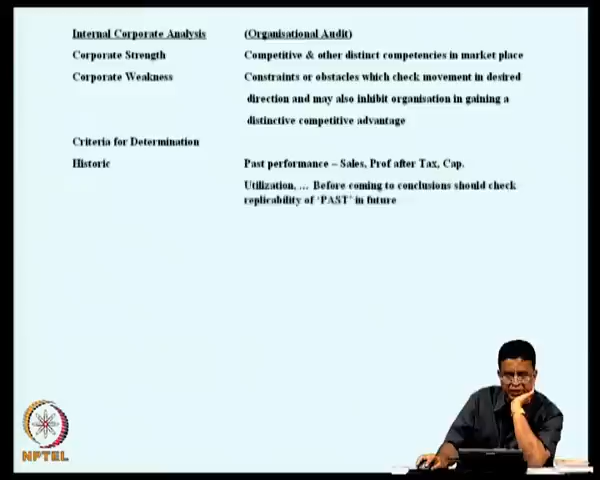 Internal Corporate Analysis (Organisational Audit)
Corporate Strength Competitive & other distinct competencies in market place
Corporate Weakness Constraints or obstacles which check movement in desired
direction and may also inhibit organisation in gaining a
distinctive competitive advantage
Criteria for Determination
Historic Past performance – Sales, Prof after Tax, Cap.
Utilization, ... Before coming to conclusions should check
replicability of 'PAST' in future
NPTEL